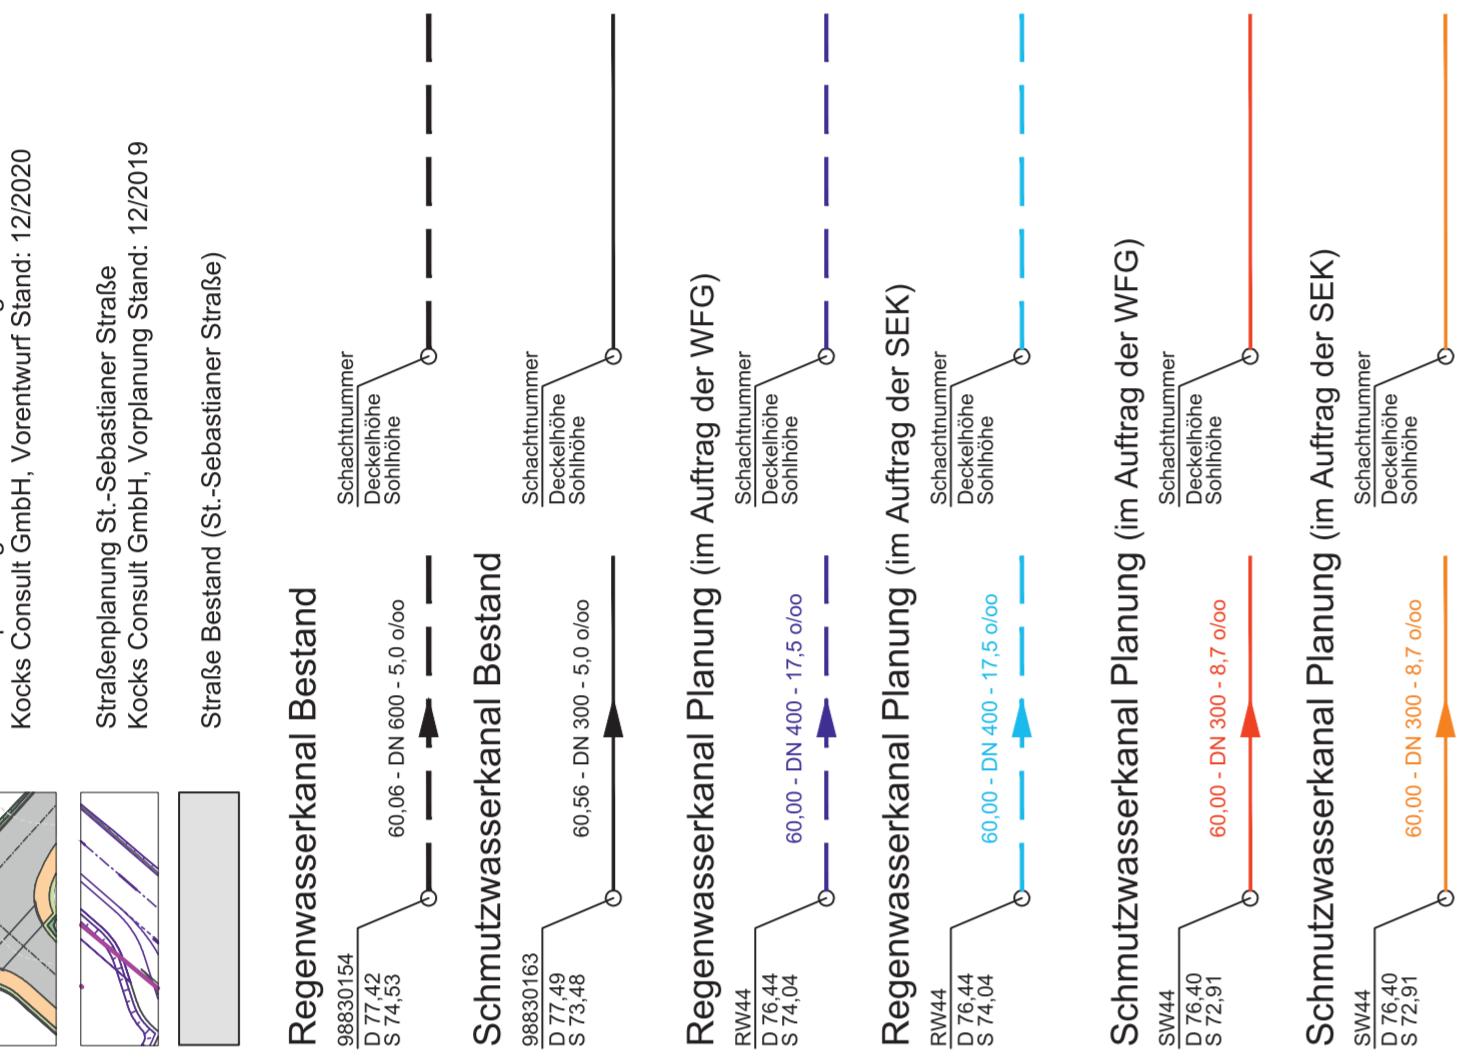 Kocks Consult GmbH, Vorentwurf Stand: 12/2020
Straßenplanung St.-Sebastianer Straße
Kocks Consult GmbH, Vorplanung Stand: 12/2019
Straße Bestand (St.-Sebastianer Straße)
Regenwasserkanal Bestand
98830154
D 77,42
S 74,53
60,06 - DN 600 - 5,0 o/oo
Schachtnummer
Deckelhöhe
Sohlhöhe
Schmutzwasserkanal Bestand
98830163
D 77,49
S 73,48
60,56 - DN 300 - 5,0 o/oo
Schachtnummer
Deckelhöhe
Sohlhöhe
Regenwasserkanal Planung (im Auftrag der WFG)
RW44
D 76,44
S 74,04
60,00 - DN 400 - 17,5 o/oo
Schachtnummer
Deckelhöhe
Sohlhöhe
Regenwasserkanal Planung (im Auftrag der SEK)
RW44
D 76,44
S 74,04
60,00 - DN 400 - 17,5 o/oo
Schachtnummer
Deckelhöhe
Sohlhöhe
Schmutzwasserkanal Planung (im Auftrag der WFG)
SW44
D 76,40
S 72,91
60,00 - DN 300 - 8,7 o/oo
Schachtnummer
Deckelhöhe
Sohlhöhe
Schmutzwasserkanal Planung (im Auftrag der SEK)
SW44
D 76,40
S 72,91
60,00 - DN 300 - 8,7 o/oo
Schachtnummer
Deckelhöhe
Sohlhöhe